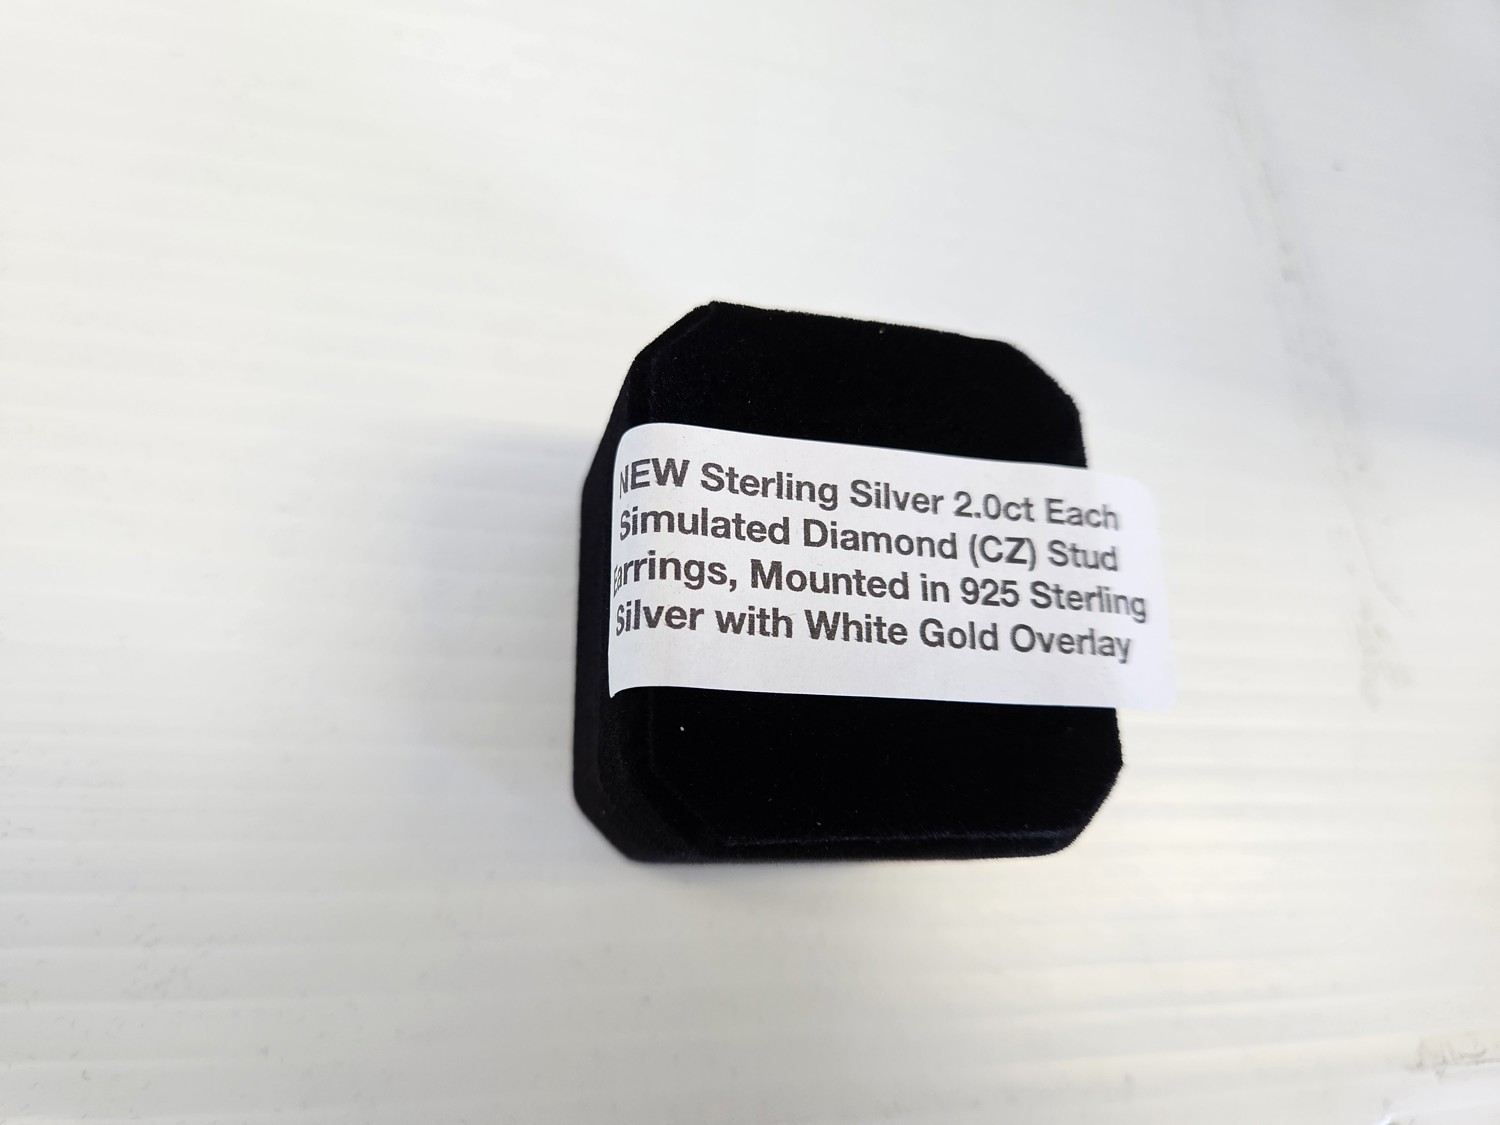 NEW Sterling Silver 2.0ct Each
Simulated Diamond (CZ) Stud
Earrings, Mounted in 925 Sterling
Silver with White Gold Overlay